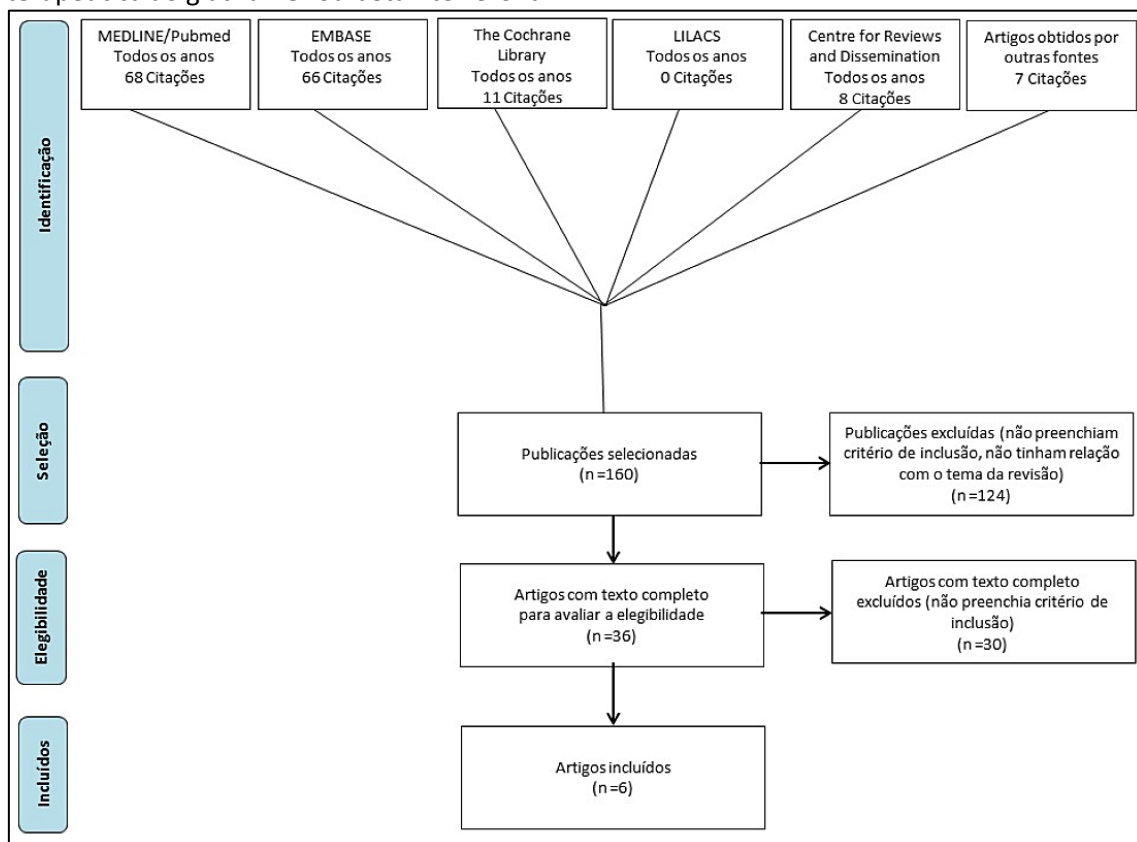 MEDLINE/Pubmed
Todos os anos
68 Citações
EMBASE
Todos os anos
66 Citações
The Cochrane
Library
Todos os anos
11 Citações
LILACS
Todos os anos
0 Citações
Centre for Reviews
and Dissemination
Todos os anos
8 Citações
Artigos obtidos por
outras fontes
7 Citações
Identificação
Seleção
Publicações selecionadas
(n =160)
Publicações excluídas (não preenchiam
critério de inclusão, não tinham relação
com o tema da revisão)
(n =124)
Elegibilidade
Artigos com texto completo
para avaliar a elegibilidade
(n =36)
Artigos com texto completo
excluídos (não preenchia critério de
inclusão)
(n =30)
Incluídos
Artigos incluídos
(n =6)